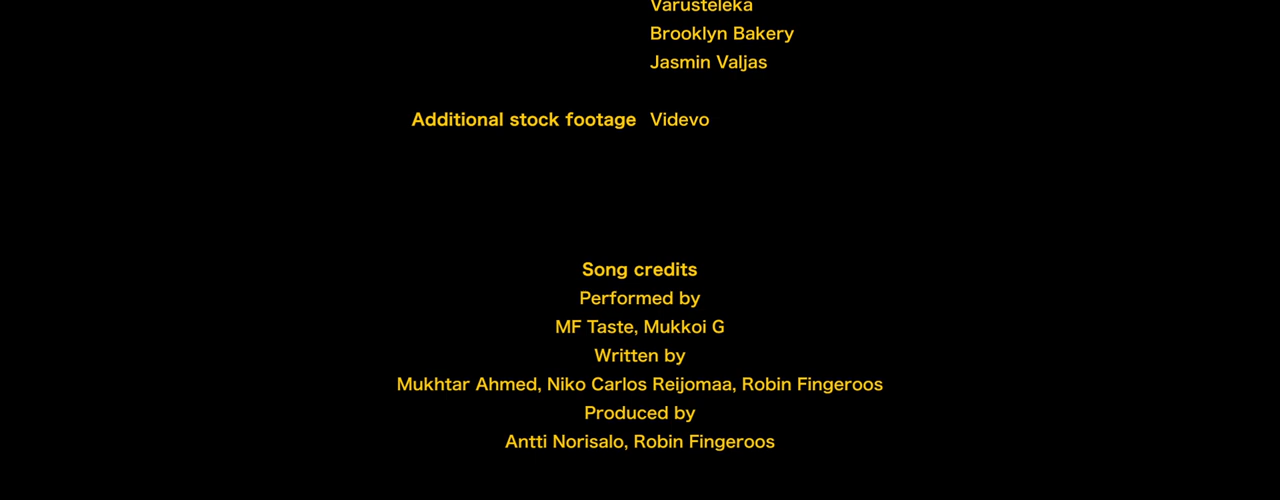 Varusteleka
Brooklyn Bakery
Jasmin Valjas
Additional stock footage Videvo
Song credits
Performed by
MF Taste, Mukkoi G
Written by
Mukhtar Ahmed, Niko Carlos Reijomaa, Robin Fingeroos
Produced by
Antti Norisalo, Robin Fingeroos